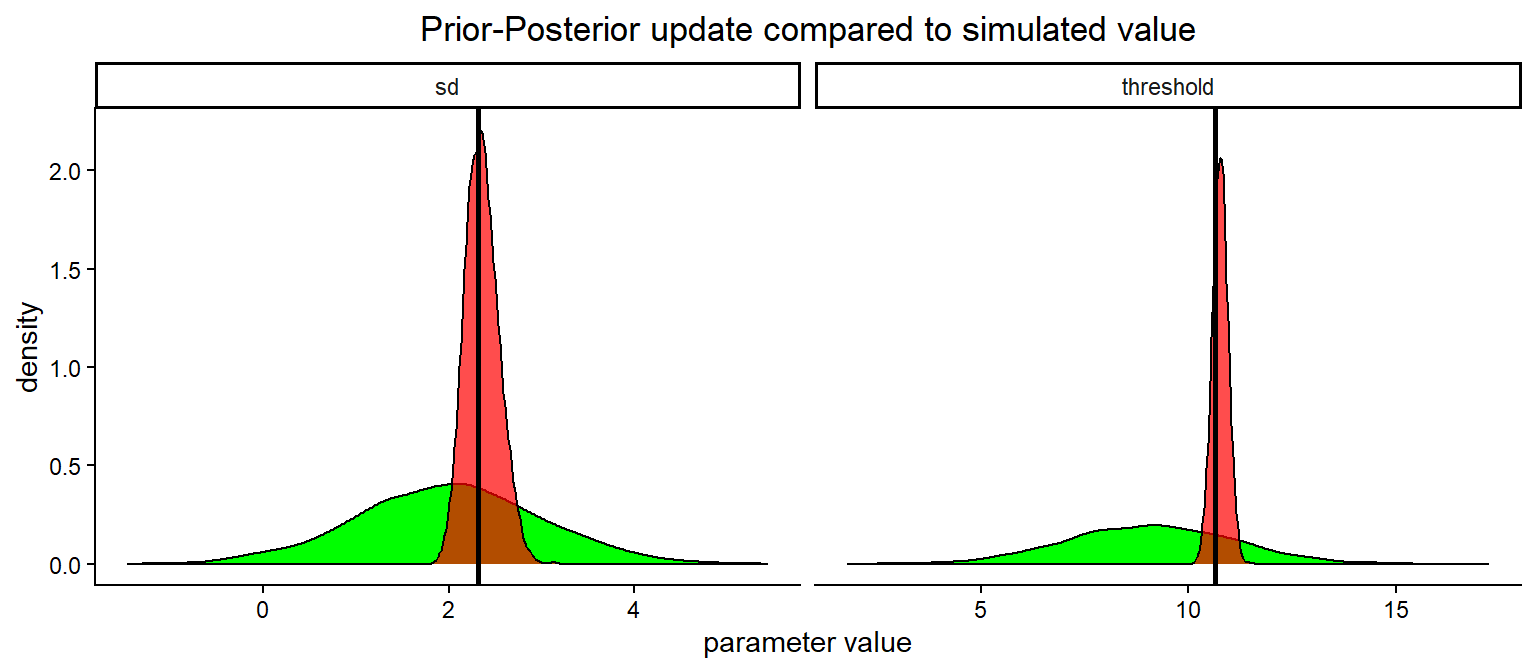 Prior-Posterior update compared to simulated value
sd
threshold
density
2.0
1.5
1.0
0.5
0.0
0 2 4
5 10 15
parameter value